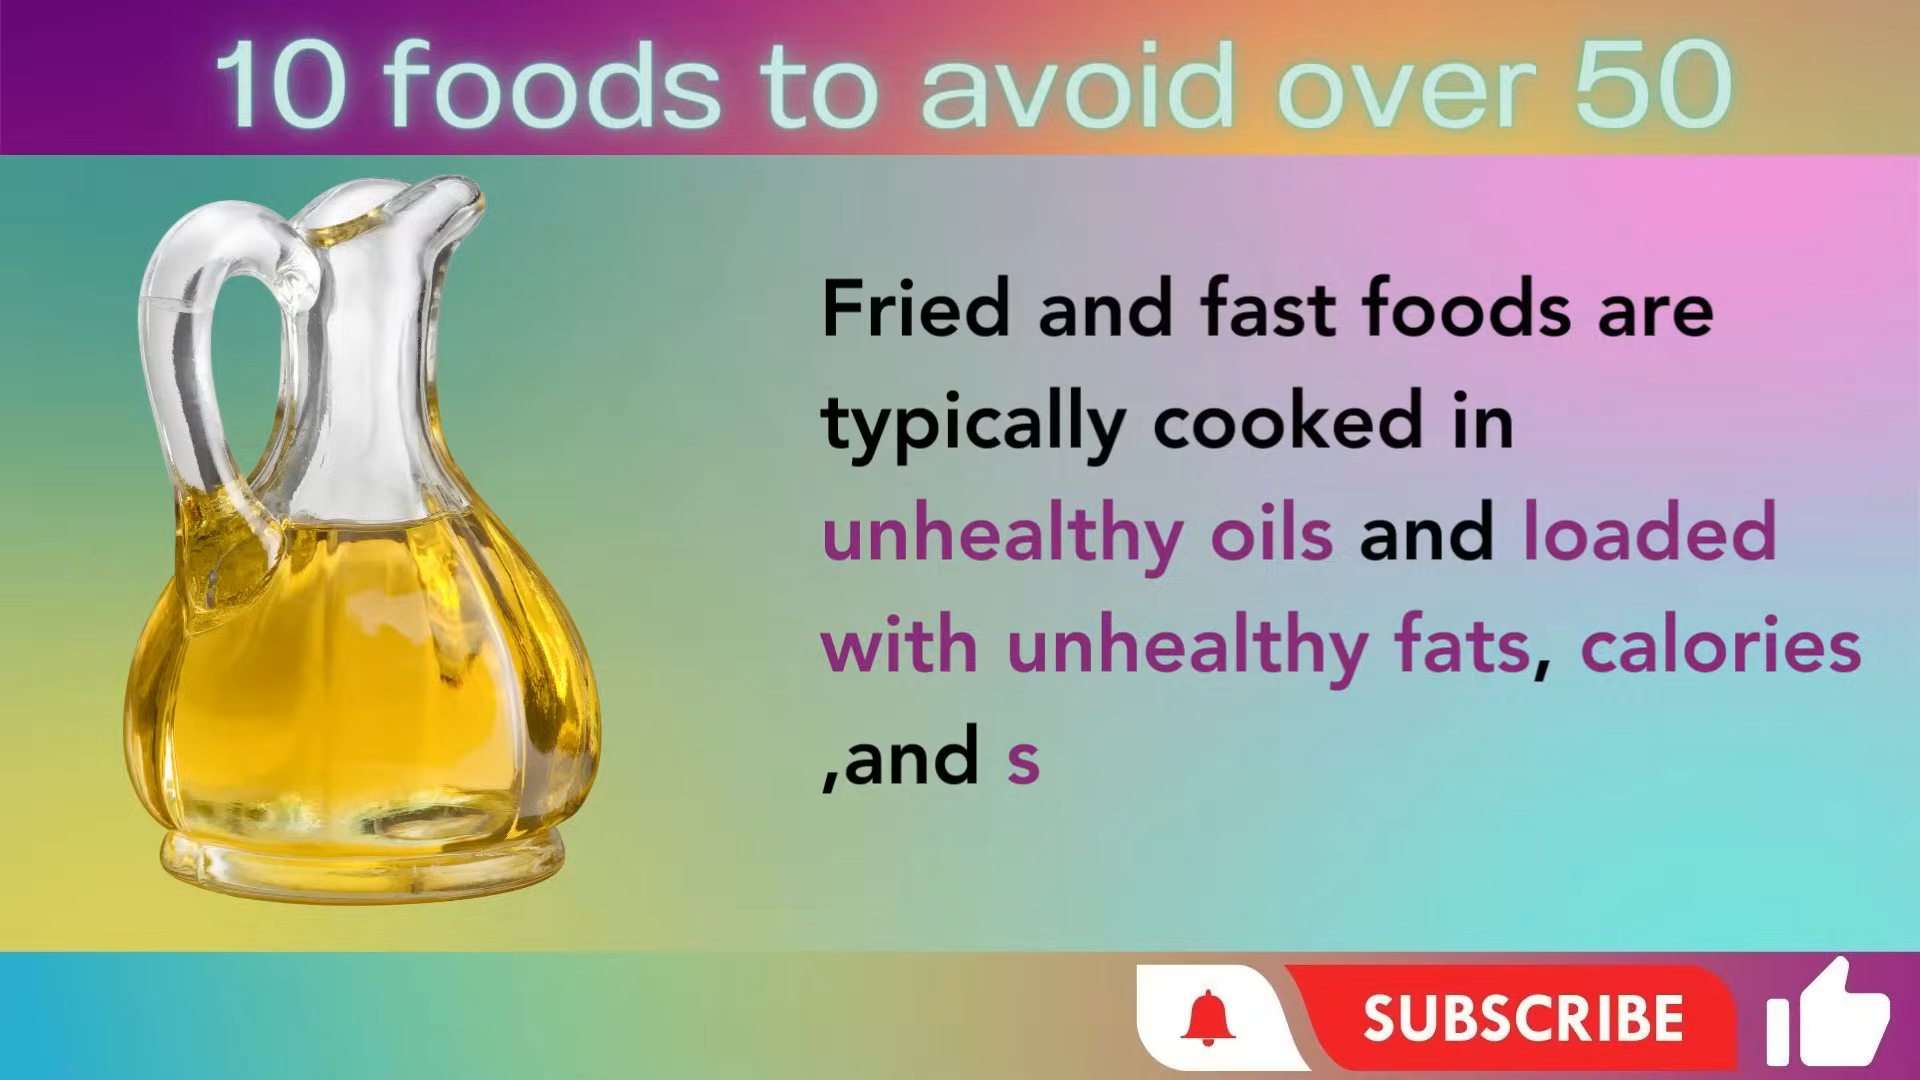 10 foods to avoid over 50
Fried and fast foods are
typically cooked in
unhealthy oils and loaded
with unhealthy fats, calories
,and s
SUBSCRIBE